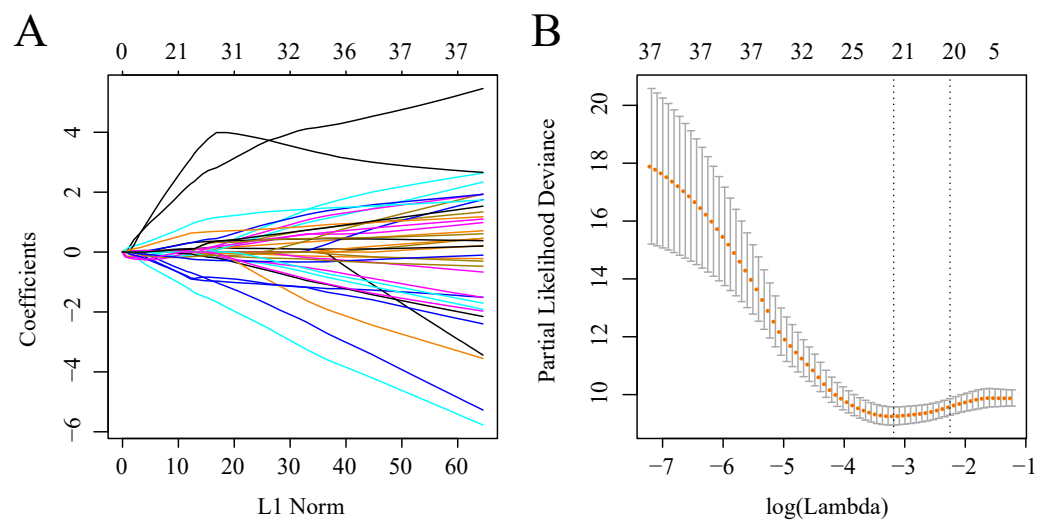 A
0 21 31 32 36 37 37
Coefficients
4
2
0
−2
−4
−6
0 10 20 30 40 50 60
L1 Norm
B
37 37 37 32 25 21 20 5
Partial Likelihood Deviance
20
18
16
14
12
10
−7 −6 −5 −4 −3 −2 −1
log(Lambda)